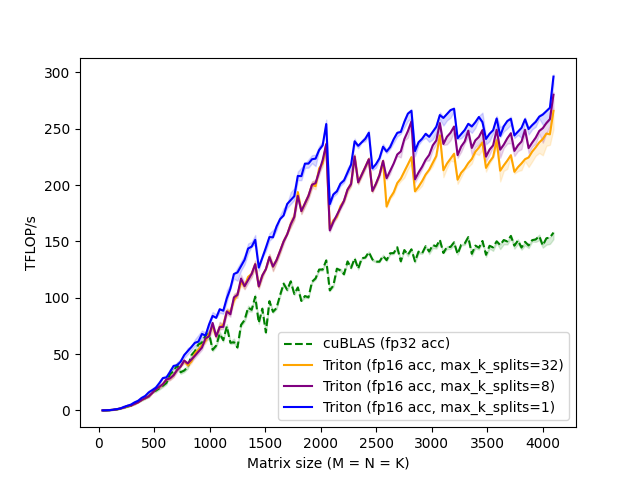 300
250
200
150
100
50
0
TFLOP/s
cuBLAS (fp32 acc)
Triton (fp16 acc, max_k_splits=32)
Triton (fp16 acc, max_k_splits=8)
Triton (fp16 acc, max_k_splits=1)
0 500 1000 1500 2000 2500 3000 3500 4000
Matrix size (M = N = K)